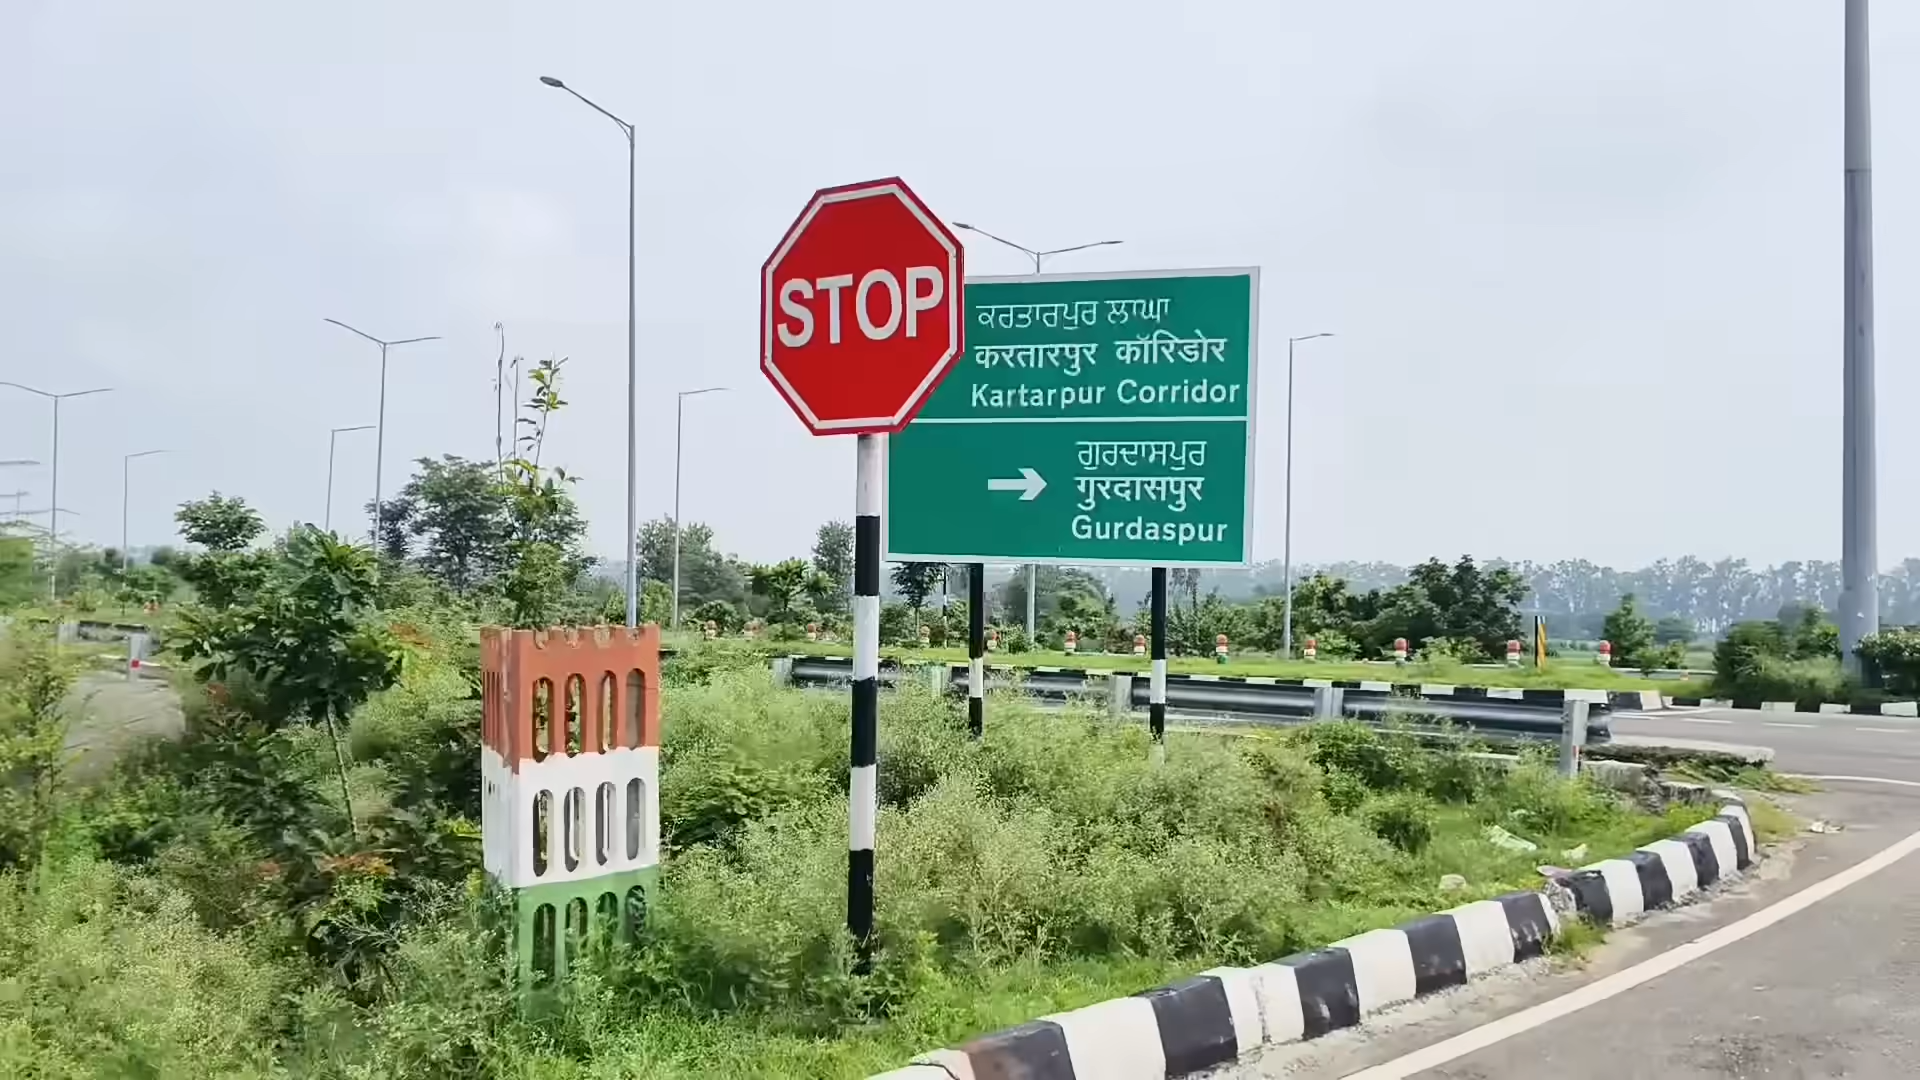 STOP
ਕਰਤਾਰਪੁਰ ਲਾਘਾ
करतारपुर कॉरिडोर
Kartarpur Corridor
ਗੁਰਦਾਸਪੁਰ
गुरदासपुर
Gurdaspur